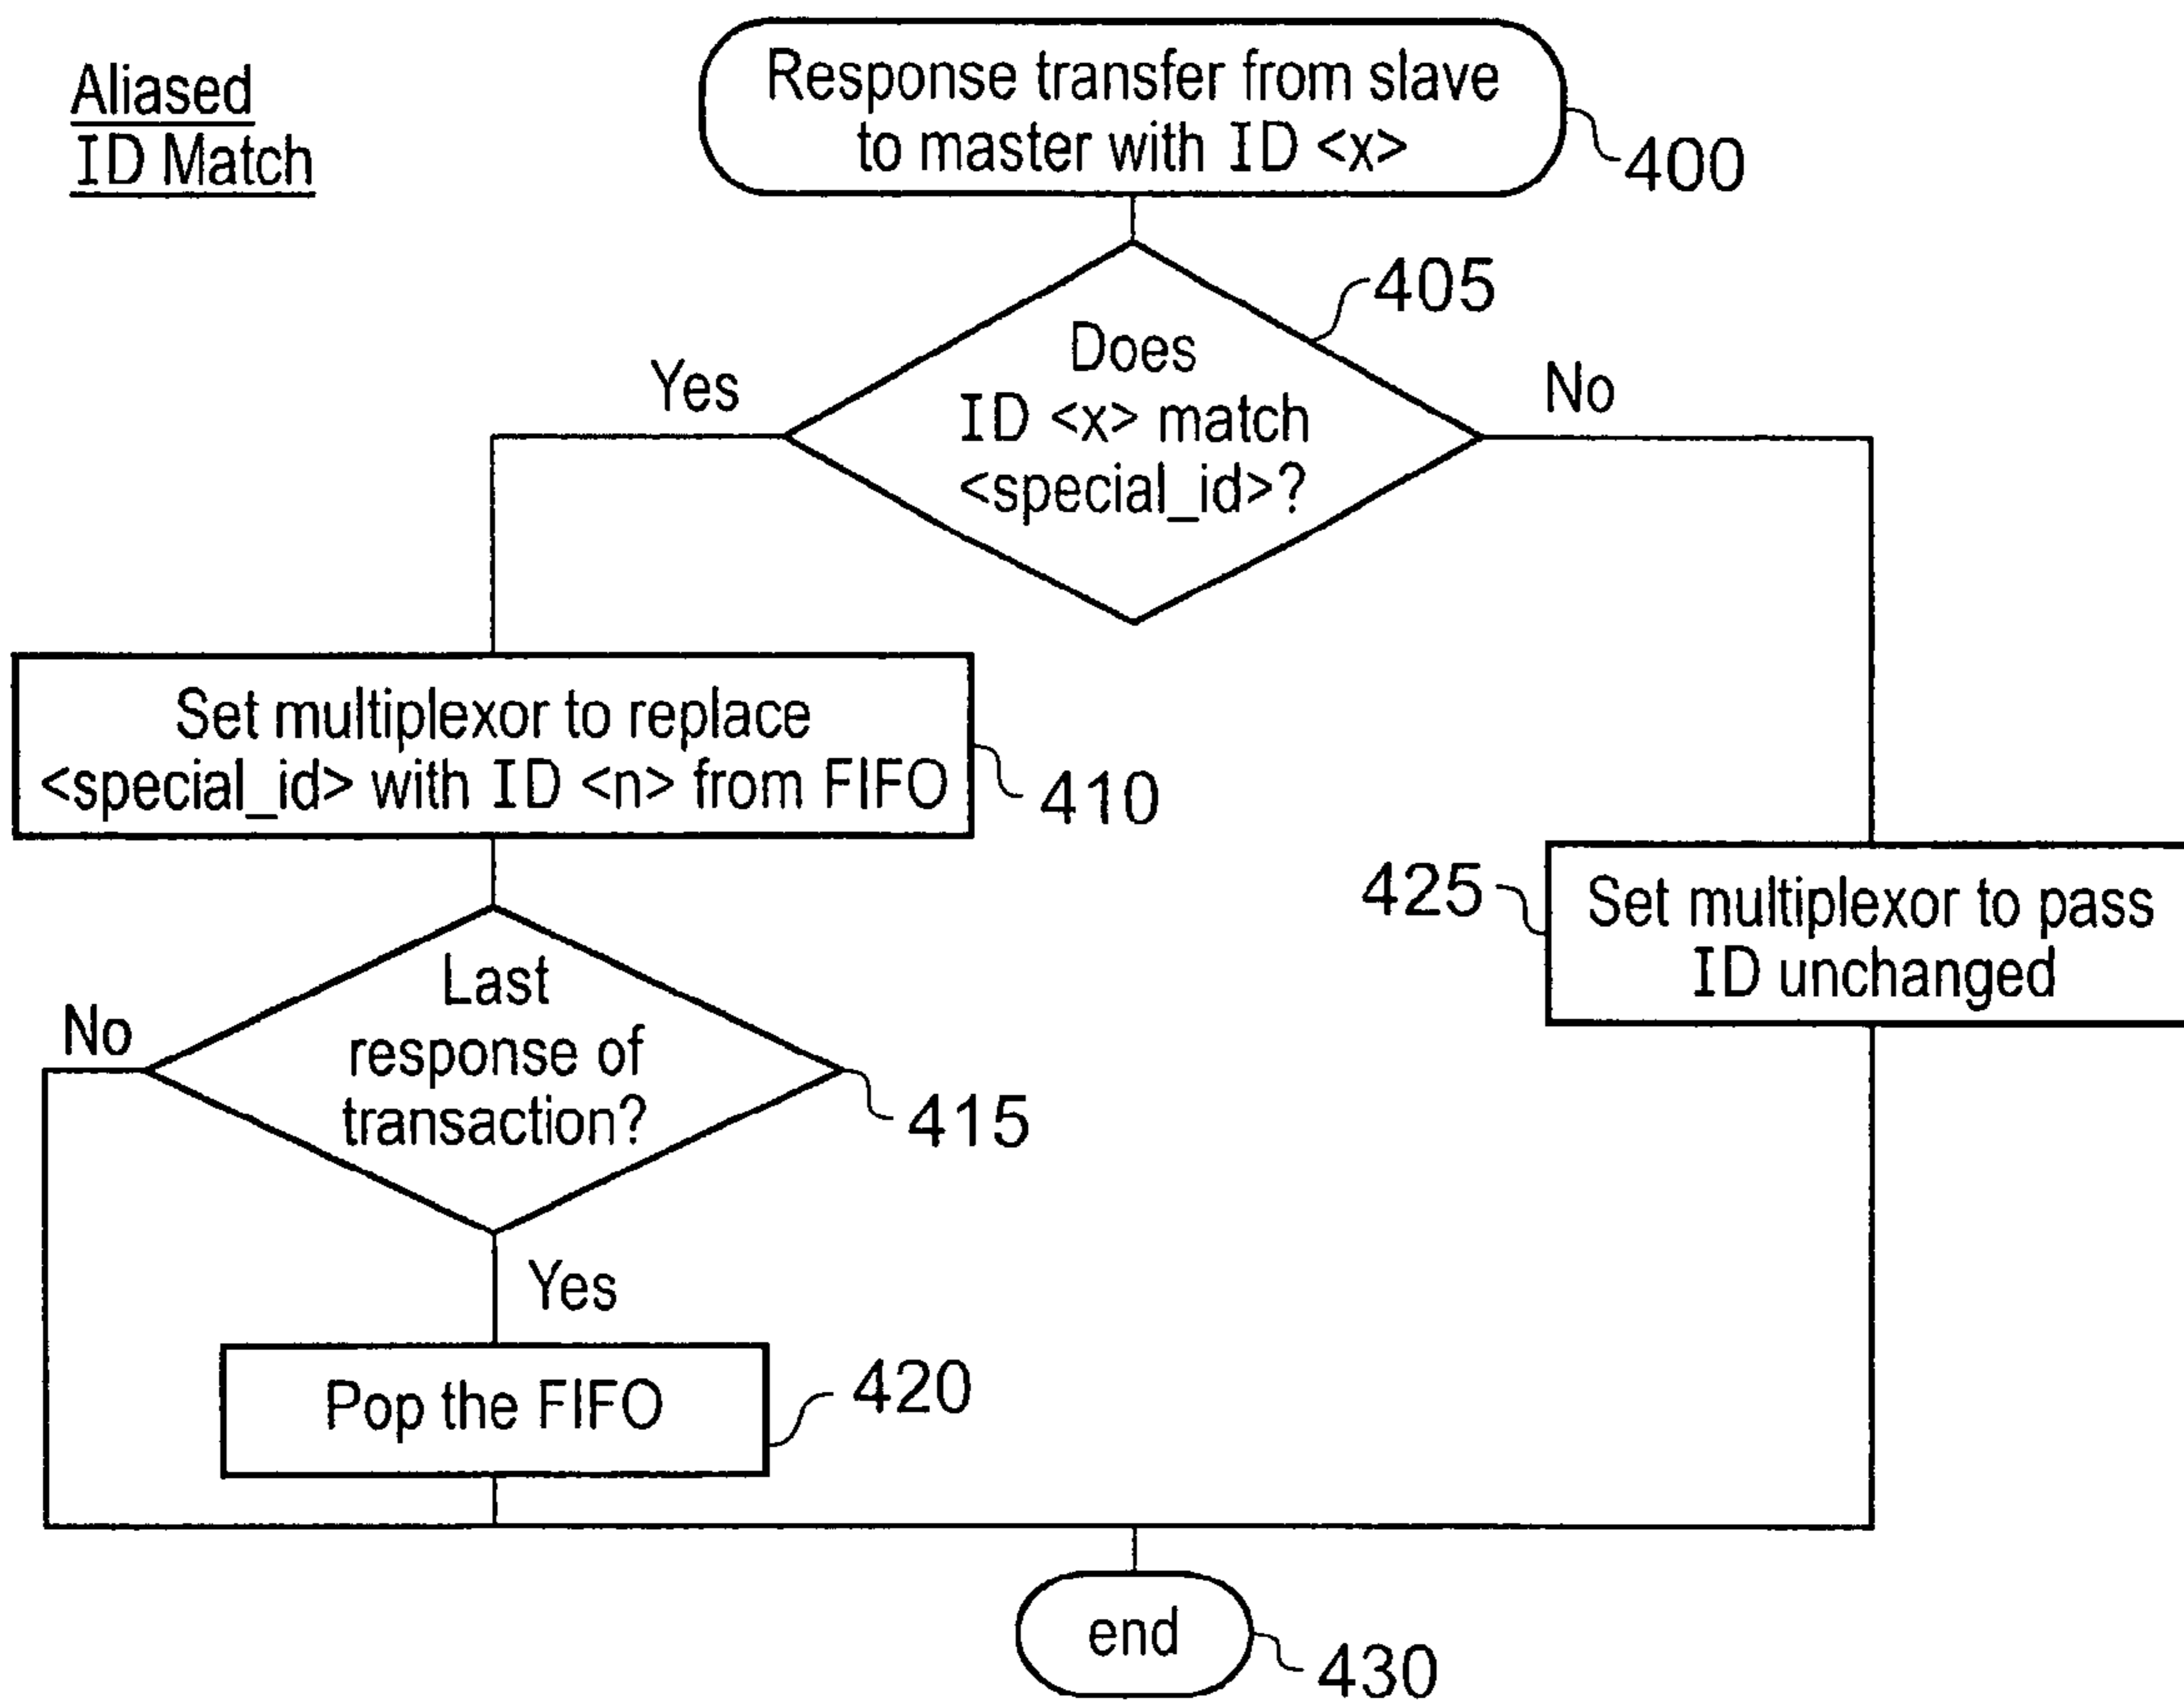 Aliased
ID Match
Response transfer from slave
to master with ID <x>
400
405
Does
ID <x> match
<special_id>?
Yes
No
Set multiplexor to replace
<special_id> with ID <n> from FIFO
410
425
Set multiplexor to pass
ID unchanged
Last
response of
transaction?
No
415
Yes
Pop the FIFO
420
end
430